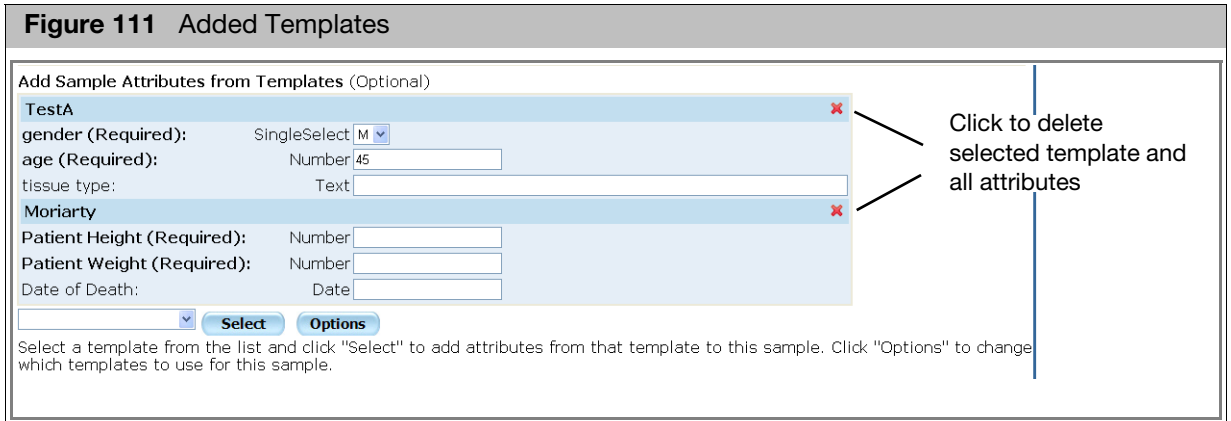 Figure 111 Added Templates
Add Sample Attributes from Templates (Optional)
TestA
gender (Required): SingleSelect M
age (Required): Number 45
tissue type: Text
Moriarty
Patient Height (Required): Number
Patient Weight (Required): Number
Date of Death: Date
Select Options
Select a template from the list and click "Select" to add attributes from that template to this sample. Click "Options" to change
which templates to use for this sample.
Click to delete
selected template and
all attributes